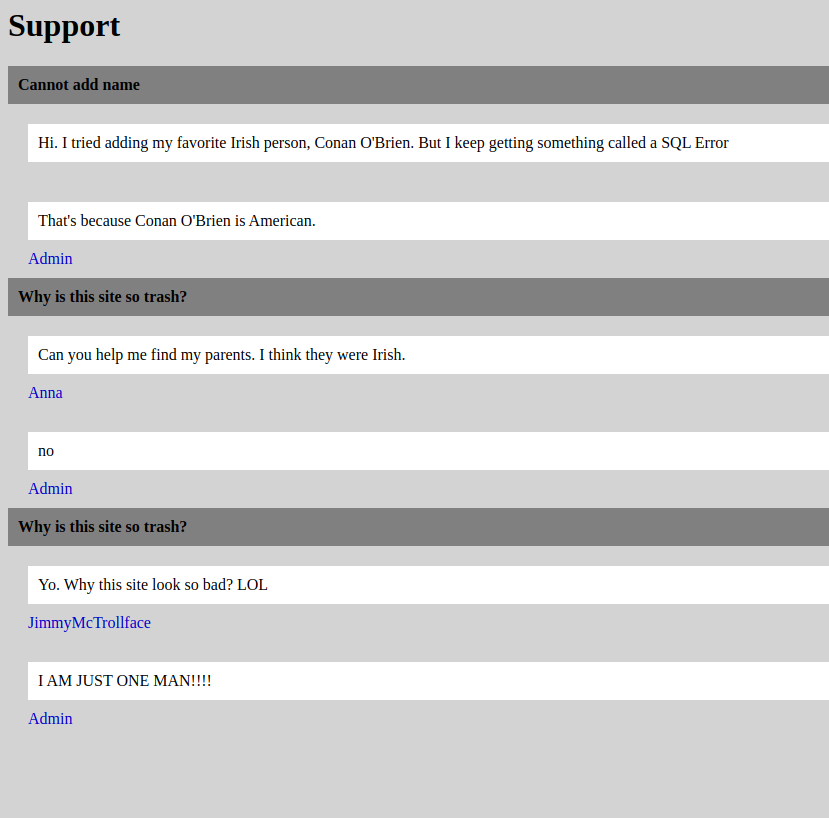 Support
Cannot add name
Hi. I tried adding my favorite Irish person, Conan O'Brien. But I keep getting something called a SQL Error
That's because Conan O'Brien is American.
Admin
Why is this site so trash?
Can you help me find my parents. I think they were Irish.
Anna
no
Admin
Why is this site so trash?
Yo. Why this site look so bad? LOL
JimmyMcTrollface
I AM JUST ONE MAN!!!!
Admin